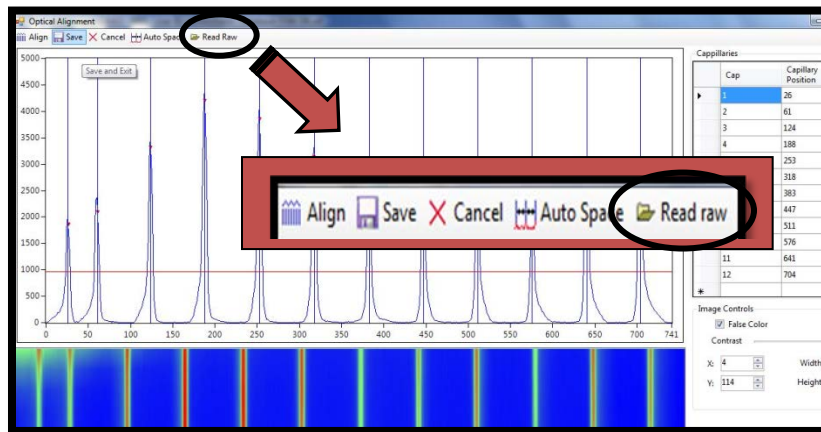 Optical Alignment
Align Save Cancel Auto Space Read Raw
Save and Exit
5000
4500
4000
3500
3000
2500
2000
1500
1000
500
0
0 50 100 150 200 250 300 350 400 450 500 550 600 650 700 741
Align Save Cancel Auto Space Read raw
Cappillaries
Cap Capillary Position
1 26
2 61
3 124
4 188
253
318
383
447
511
576
11 641
12 704
*
Image Controls
False Color
Contrast
X: 4 Width
Y: 114 Height